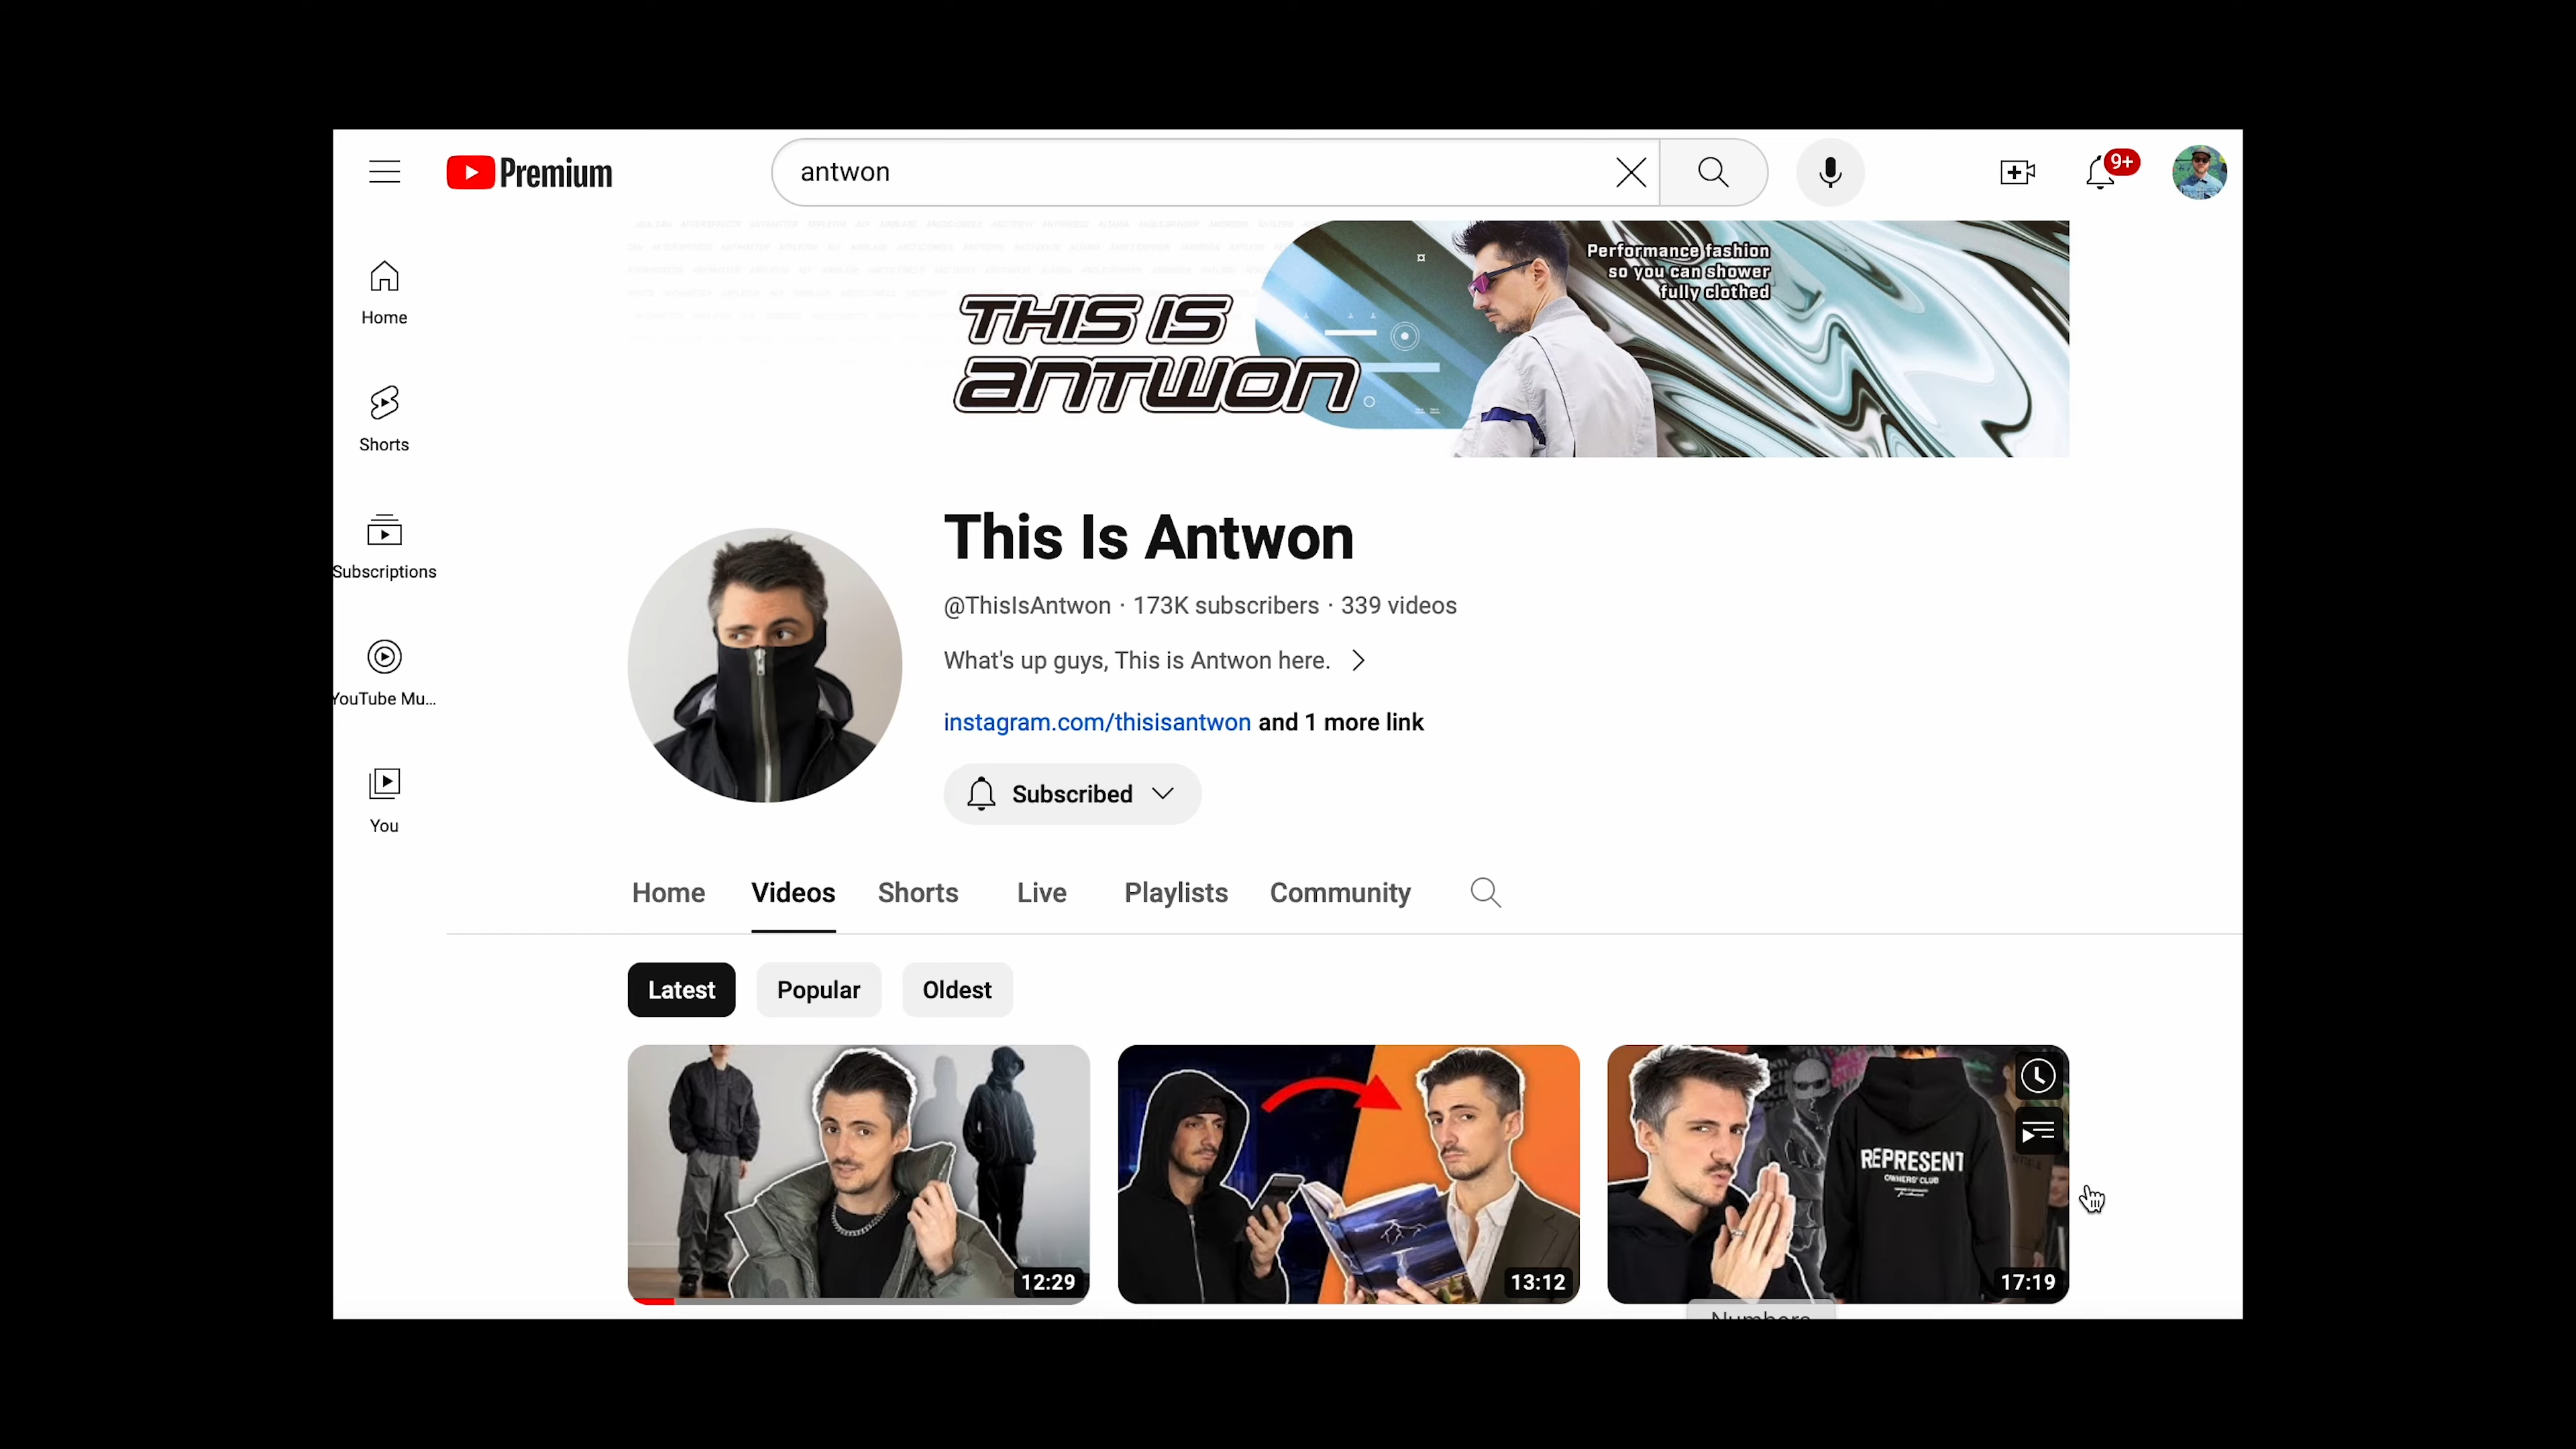 Premium
antwon
9+
Home
Shorts
Subscriptions
YouTube Mu...
You
THIS IS
ANTWON
Performance fashion
so you can shower
fully clothed
This Is Antwon
@ThisIsAntwon · 173K subscribers · 339 videos
What's up guys, This is Antwon here.
instagram.com/thisisantwon and 1 more link
Subscribed
Home Videos Shorts Live Playlists Community
Latest Popular Oldest
12:29
13:12
REPRESENT
OWNERS' CLUB
17:19
Numbers